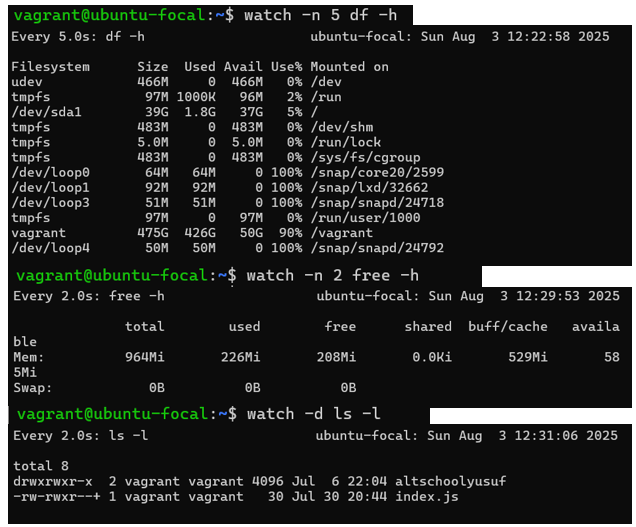 vagrant@ubuntu-focal:~$ watch -n 5 df -h
Every 5.0s: df -h ubuntu-focal: Sun Aug  3 12:22:58 2025
Filesystem      Size  Used Avail Use% Mounted on
udev            466M     0  466M   0% /dev
tmpfs            97M 1000K   96M   2% /run
/dev/sda1        39G  1.8G   37G   5% /
tmpfs           483M     0  483M   0% /dev/shm
tmpfs           5.0M     0  5.0M   0% /run/lock
tmpfs           483M     0  483M   0% /sys/fs/cgroup
/dev/loop0       64M   64M     0 100% /snap/core20/2599
/dev/loop1       92M   92M     0 100% /snap/lxd/32662
/dev/loop3       51M   51M     0 100% /snap/snapd/24718
tmpfs            97M     0   97M   0% /run/user/1000
vagrant         475G  426G   50G  90% /vagrant
/dev/loop4       50M   50M     0 100% /snap/snapd/24792
vagrant@ubuntu-focal:~$ watch -n 2 free -h
Every 2.0s: free -h ubuntu-focal: Sun Aug  3 12:29:53 2025
total        used        free      shared  buff/cache   availa
ble
Mem:          964Mi       226Mi       208Mi       0.0Ki       529Mi       58
5Mi
Swap:            0B          0B          0B
vagrant@ubuntu-focal:~$ watch -d ls -l
Every 2.0s: ls -l ubuntu-focal: Sun Aug  3 12:31:06 2025
total 8
drwxrwxr-x  2 vagrant vagrant 4096 Jul  6 22:04 altschoolyusuf
-rw-rwxr--+ 1 vagrant vagrant   30 Jul 30 20:44 index.js